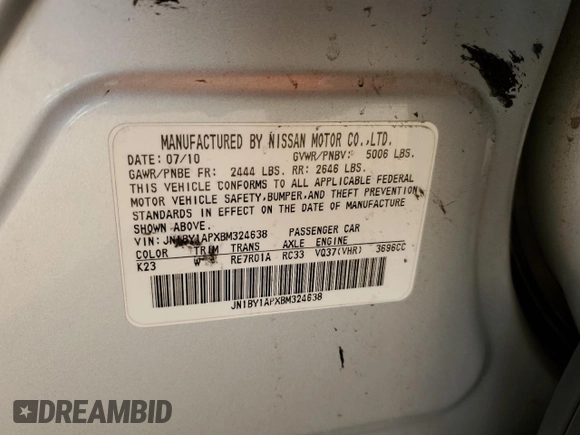 MANUFACTURED BY NISSAN MOTOR CO.,LTD.
DATE: 07/10 GVWR/PNBV: 5006 LBS.
GAWR/PNBE FR: 2444 LBS. RR: 2646 LBS.
THIS VEHICLE CONFORMS TO ALL APPLICABLE FEDERAL
MOTOR VEHICLE SAFETY,BUMPER,AND THEFT PREVENTION
STANDARDS IN EFFECT ON THE DATE OF MANUFACTURE
SHOWN ABOVE.
VIN: JN1BY1APXBM324638 PASSENGER CAR
COLOR TRIM TRANS AXLE ENGINE
K23 RE7R01A RC33 VQ37(VHR) 3696CC
JN1BY1APXBM324638
DREAMBID